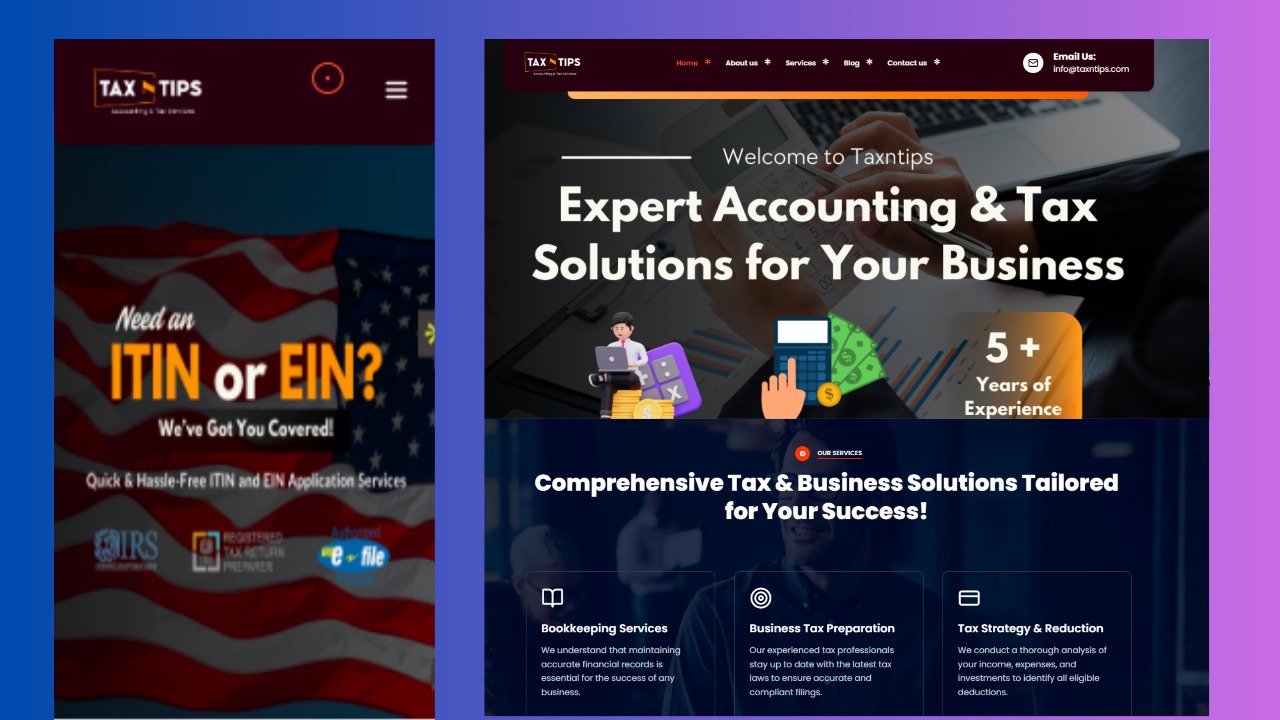 TAX N TIPS
Accounting & Tax Services
Need an
ITIN or EIN?
We've Got You Covered!
Quick & Hassle-Free ITIN and EIN Application Services
IRS
REGISTERED
TAX RETURN
PREPARER
Authorized
e file
TAX N TIPS
Accounting & Tax Services
Home * About us * Services * Blog * Contact us *
Email Us:
info@taxntips.com
Welcome to Taxntips
Expert Accounting & Tax
Solutions for Your Business
5 +
Years of
Experience
OUR SERVICES
Comprehensive Tax & Business Solutions Tailored
for Your Success!
Bookkeeping Services
We understand that maintaining
accurate financial records is
essential for the success of any
business.
Business Tax Preparation
Our experienced tax professionals
stay up to date with the latest tax
laws to ensure accurate and
compliant filings.
Tax Strategy & Reduction
We conduct a thorough analysis of
your income, expenses, and
investments to identify all eligible
deductions.